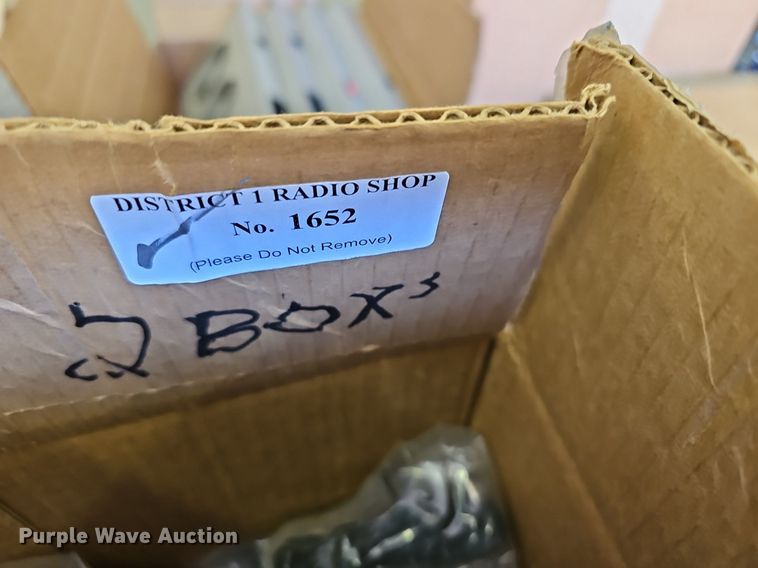 DISTRICT 1 RADIO SHOP
No. 1652
(Please Do Not Remove)
2 BOX's
Purple Wave Auction